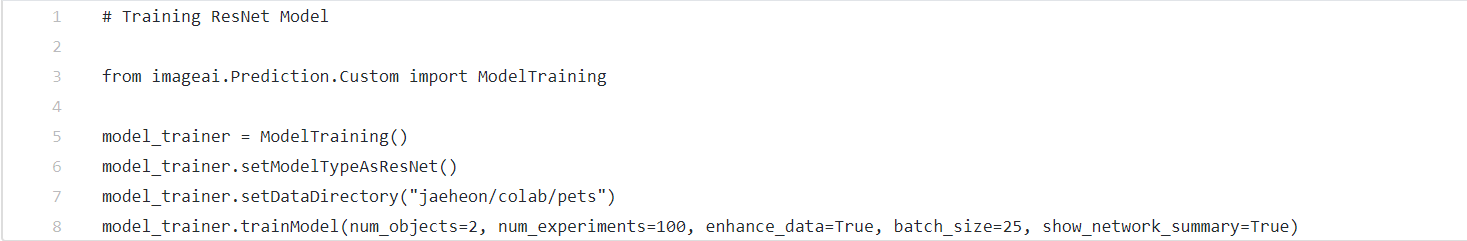 1 # Training ResNet Model
2
3 from imageai.Prediction.Custom import ModelTraining
4
5 model_trainer = ModelTraining()
6 model_trainer.setModelTypeAsResNet()
7 model_trainer.setDataDirectory("jaeheon/colab/pets")
8 model_trainer.trainModel(num_objects=2, num_experiments=100, enhance_data=True, batch_size=25, show_network_summary=True)